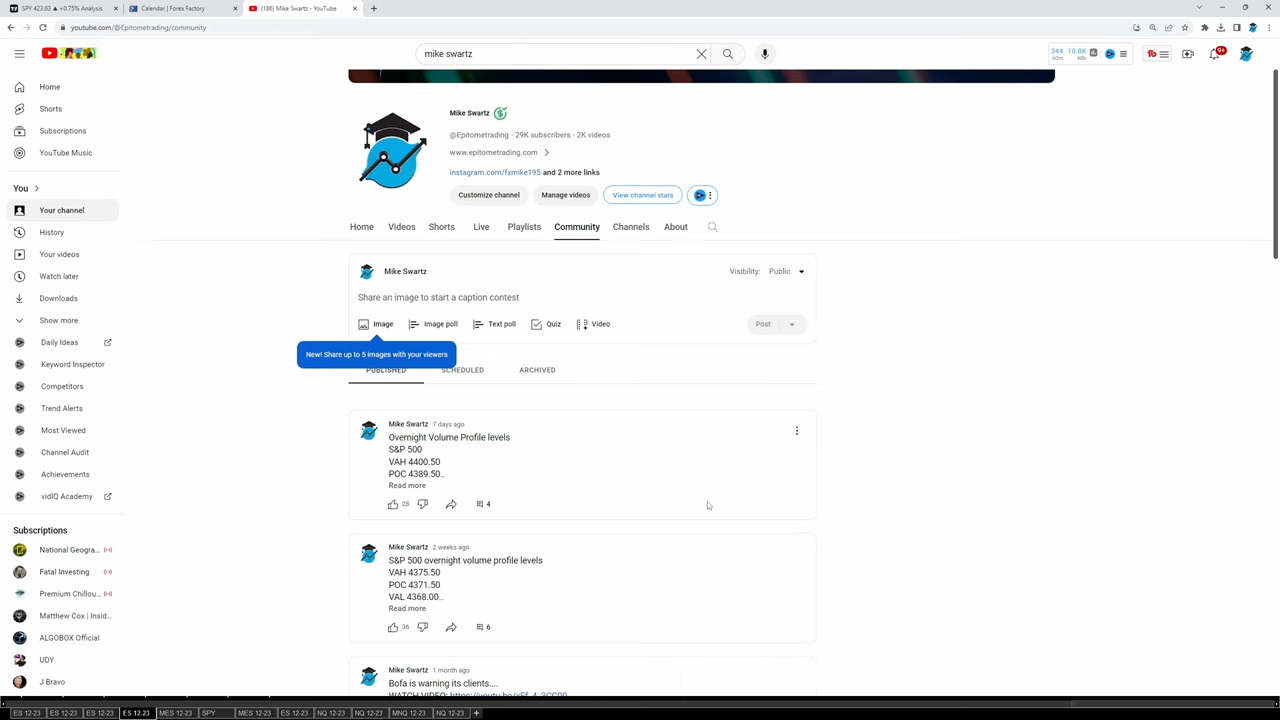 SPY 423.63 ▲ +0.75% Analysis
Calendar | Forex Factory
(186) Mike Swartz - YouTube
youtube.com/@Epitometrading/community
mike swartz
344 10.8K
60m 48h
9+
Home
Shorts
Subscriptions
YouTube Music
You
Your channel
History
Your videos
Watch later
Downloads
Show more
Daily Ideas
Keyword Inspector
Competitors
Trend Alerts
Most Viewed
Channel Audit
Achievements
vidIQ Academy
Subscriptions
National Geogra...
Fatal Investing
Premium Chillou...
Matthew Cox | Insid...
ALGOBOX Official
UDY
J Bravo
Mike Swartz
@Epitometrading · 29K subscribers · 2K videos
www.epitometrading.com
instagram.com/fxmike195 and 2 more links
Customize channel Manage videos View channel stats
Home Videos Shorts Live Playlists Community Channels About
Mike Swartz Visibility: Public
Share an image to start a caption contest
Image Image poll Text poll Quiz Video Post
New! Share up to 5 images with your viewers
PUBLISHED SCHEDULED ARCHIVED
Mike Swartz 7 days ago
Overnight Volume Profile levels
S&P 500
VAH 4400.50
POC 4389.50...
Read more
28 4
Mike Swartz 2 weeks ago
S&P 500 overnight volume profile levels
VAH 4375.50
POC 4371.50
VAL 4368.00...
Read more
36 6
Mike Swartz 1 month ago
Bofa is warning its clients....
ES 12-23 ES 12-23 ES 12-23 ES 12-23 MES 12-23 SPY MES 12-23 ES 12-23 NQ 12-23 NQ 12-23 MNQ 12-23 NQ 12-23